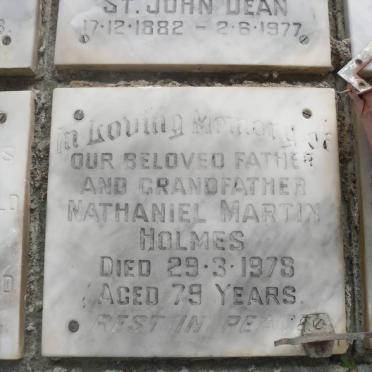 ST. JOHN DEAN
17·12·1882 - 2·6·1977
In Loving Memory of
OUR BELOVED FATHER
AND GRANDFATHER
NATHANIEL MARTIN
HOLMES
DIED 29·3·1978
AGED 79 YEARS
REST IN PEACE